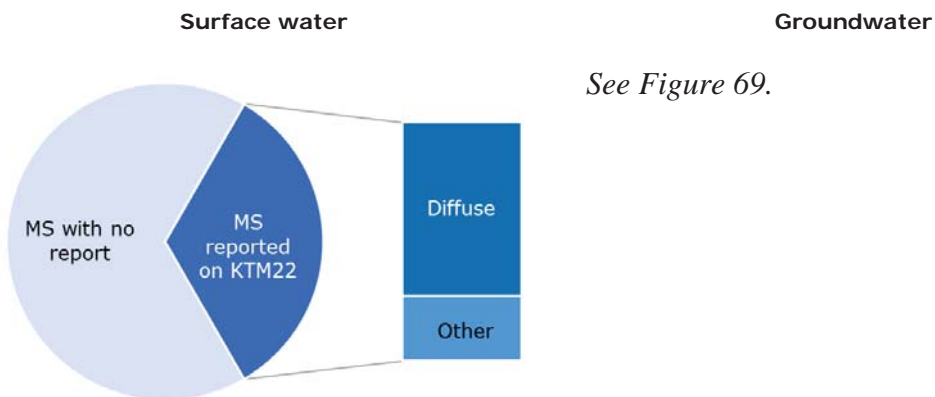 Surface water
Groundwater
See Figure 69.
MS with no
report
MS
reported
on KTM22
Diffuse
Other